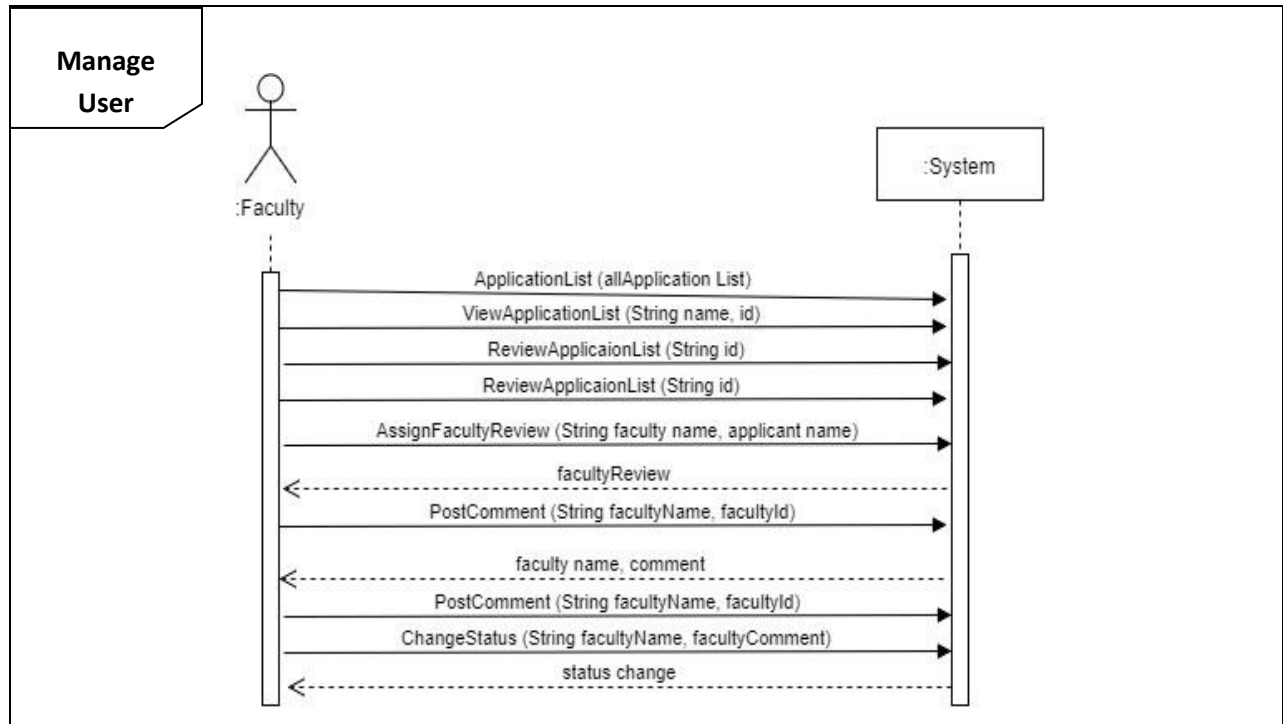 Manage
User
:Faculty
:System
ApplicationList (allApplication List)
ViewApplicationList (String name, id)
ReviewApplicaionList (String id)
ReviewApplicaionList (String id)
AssignFacultyReview (String faculty name, applicant name)
facultyReview
PostComment (String facultyName, facultyId)
faculty name, comment
PostComment (String facultyName, facultyId)
ChangeStatus (String facultyName, facultyComment)
status change